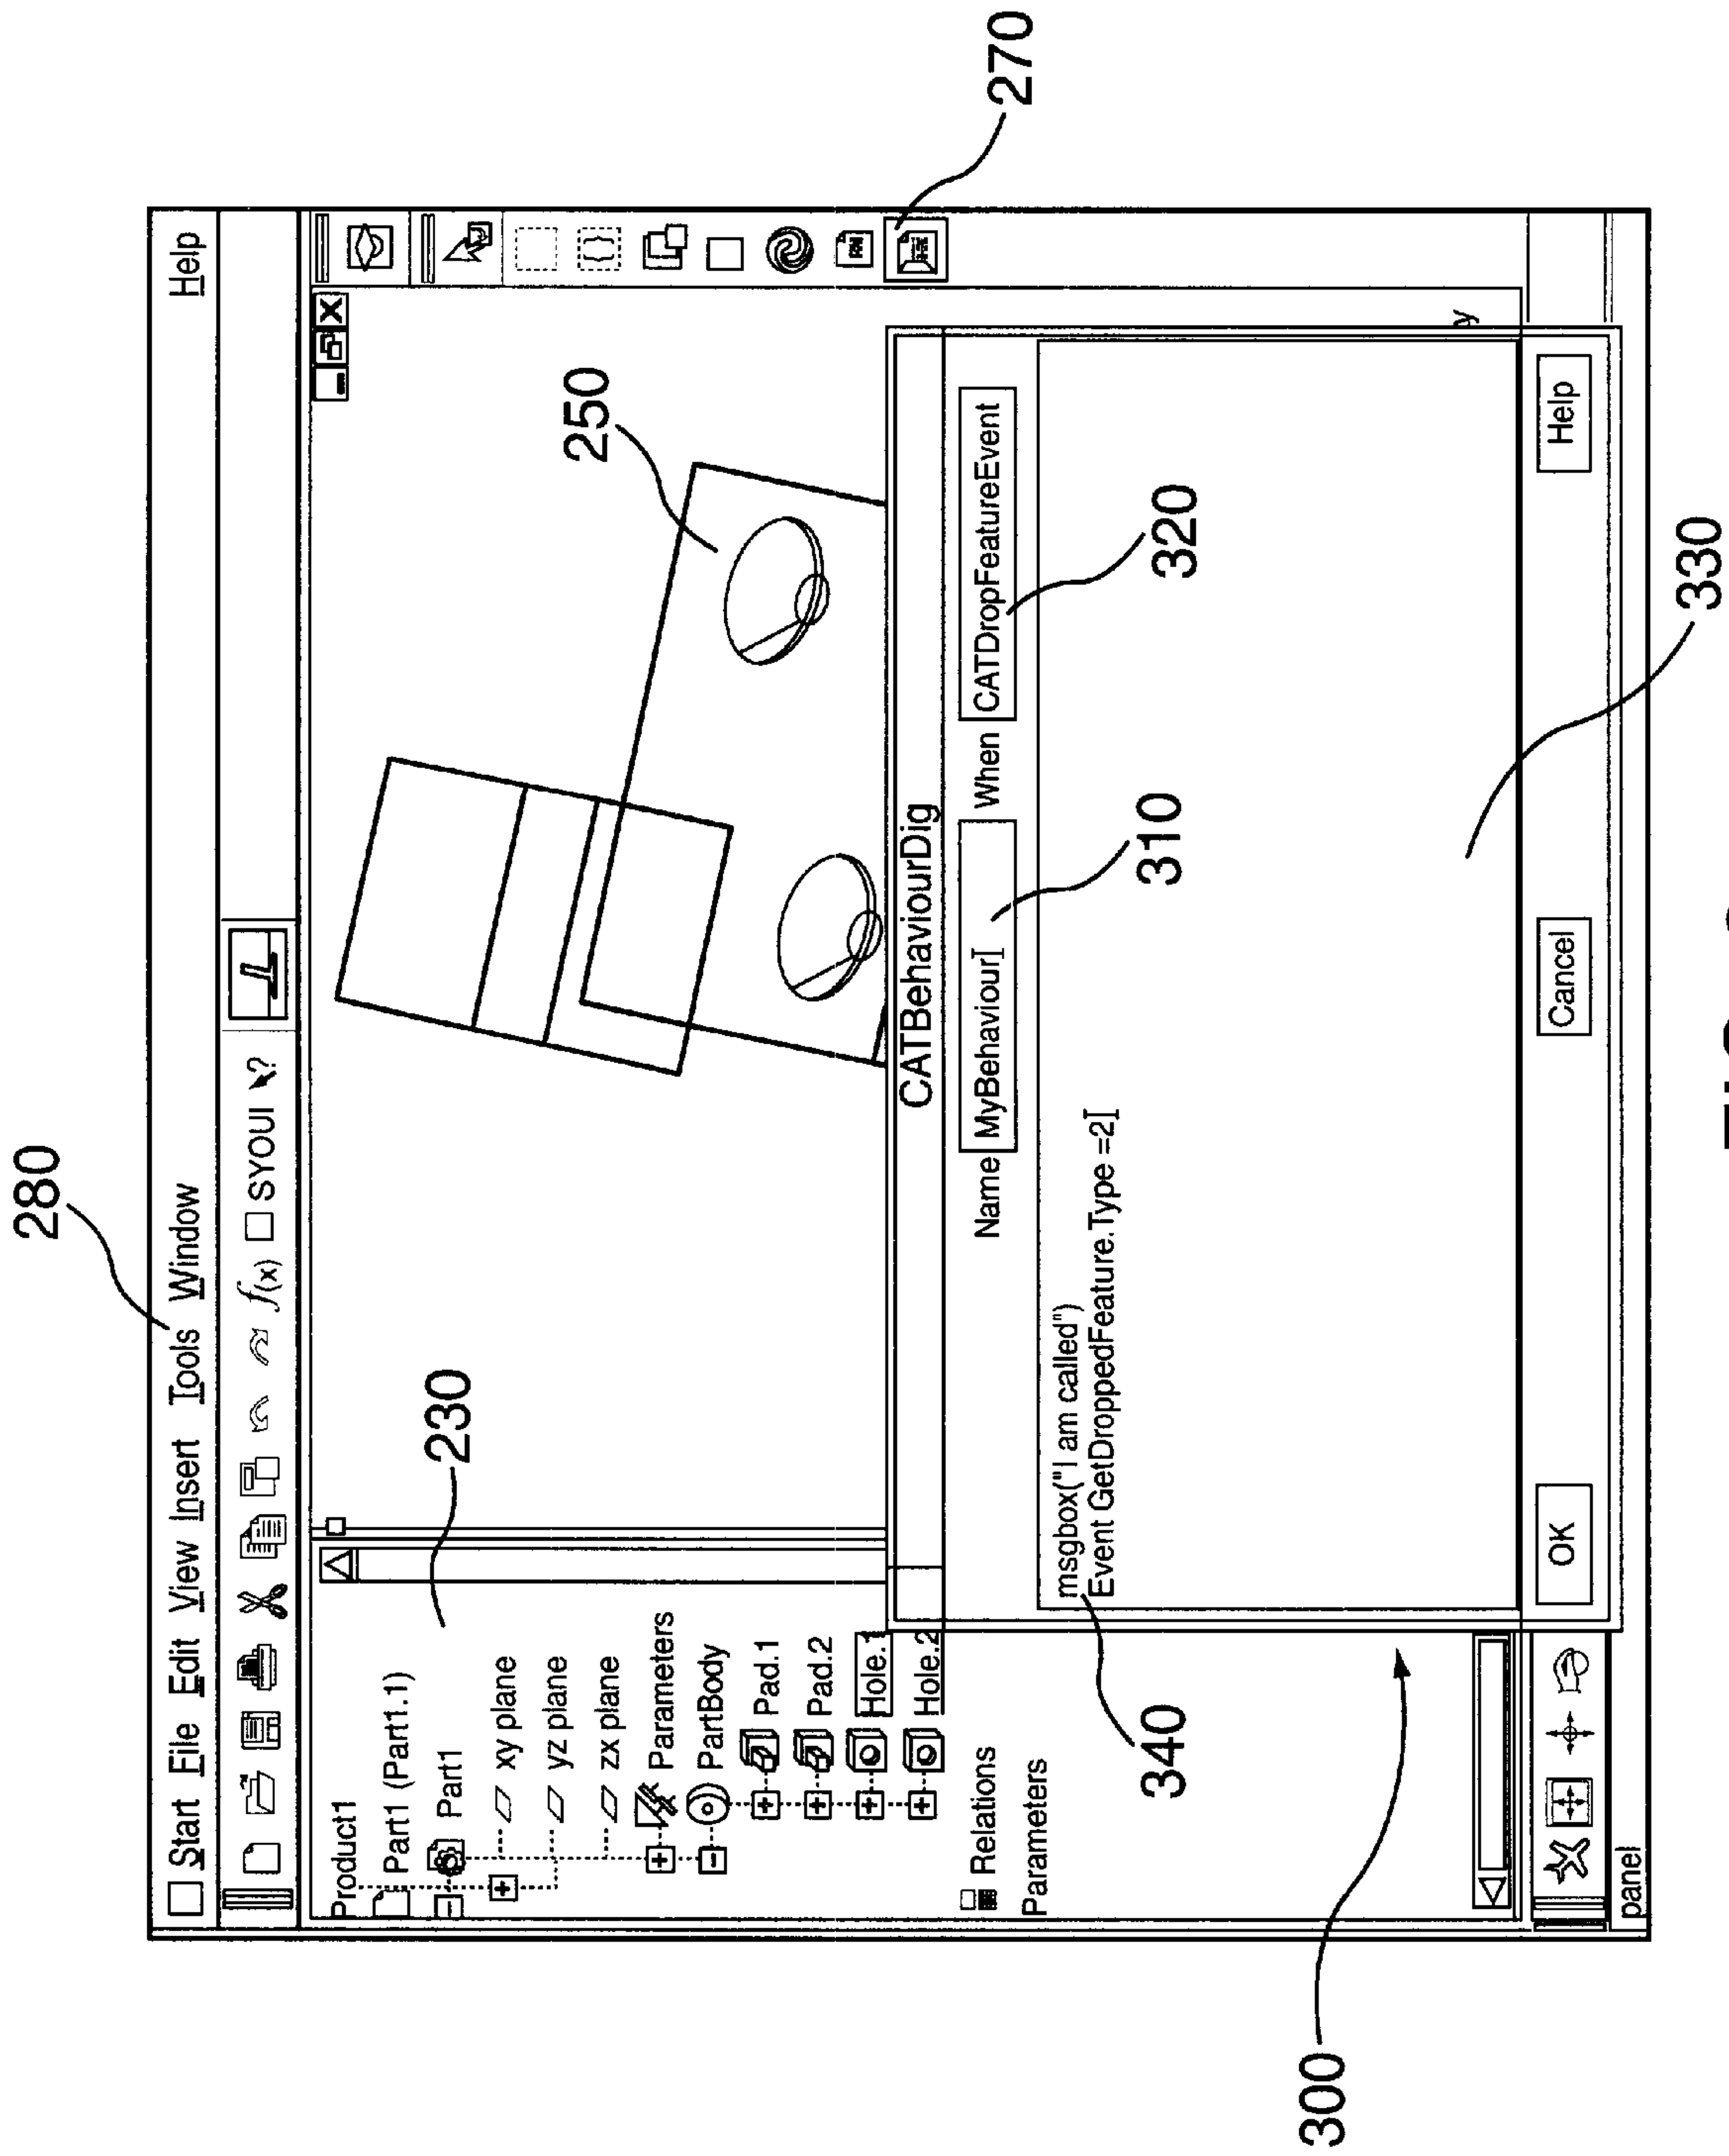 280
Start File Edit View Insert Tools Window Help
f(x) SYOUI ?
230
Product1
Part1 (Part1.1)
Part1
xy plane
yz plane
zx plane
Parameters
PartBody
Pad.1
Pad.2
Hole.1
Hole.2
Relations
Parameters
250
270
CATBehaviourDig
Name MyBehaviour When CATDropFeatureEvent
310
320
msgbox("I am called")
Event GetDroppedFeature.Type =2
340
y
300
330
OK Cancel Help
panel